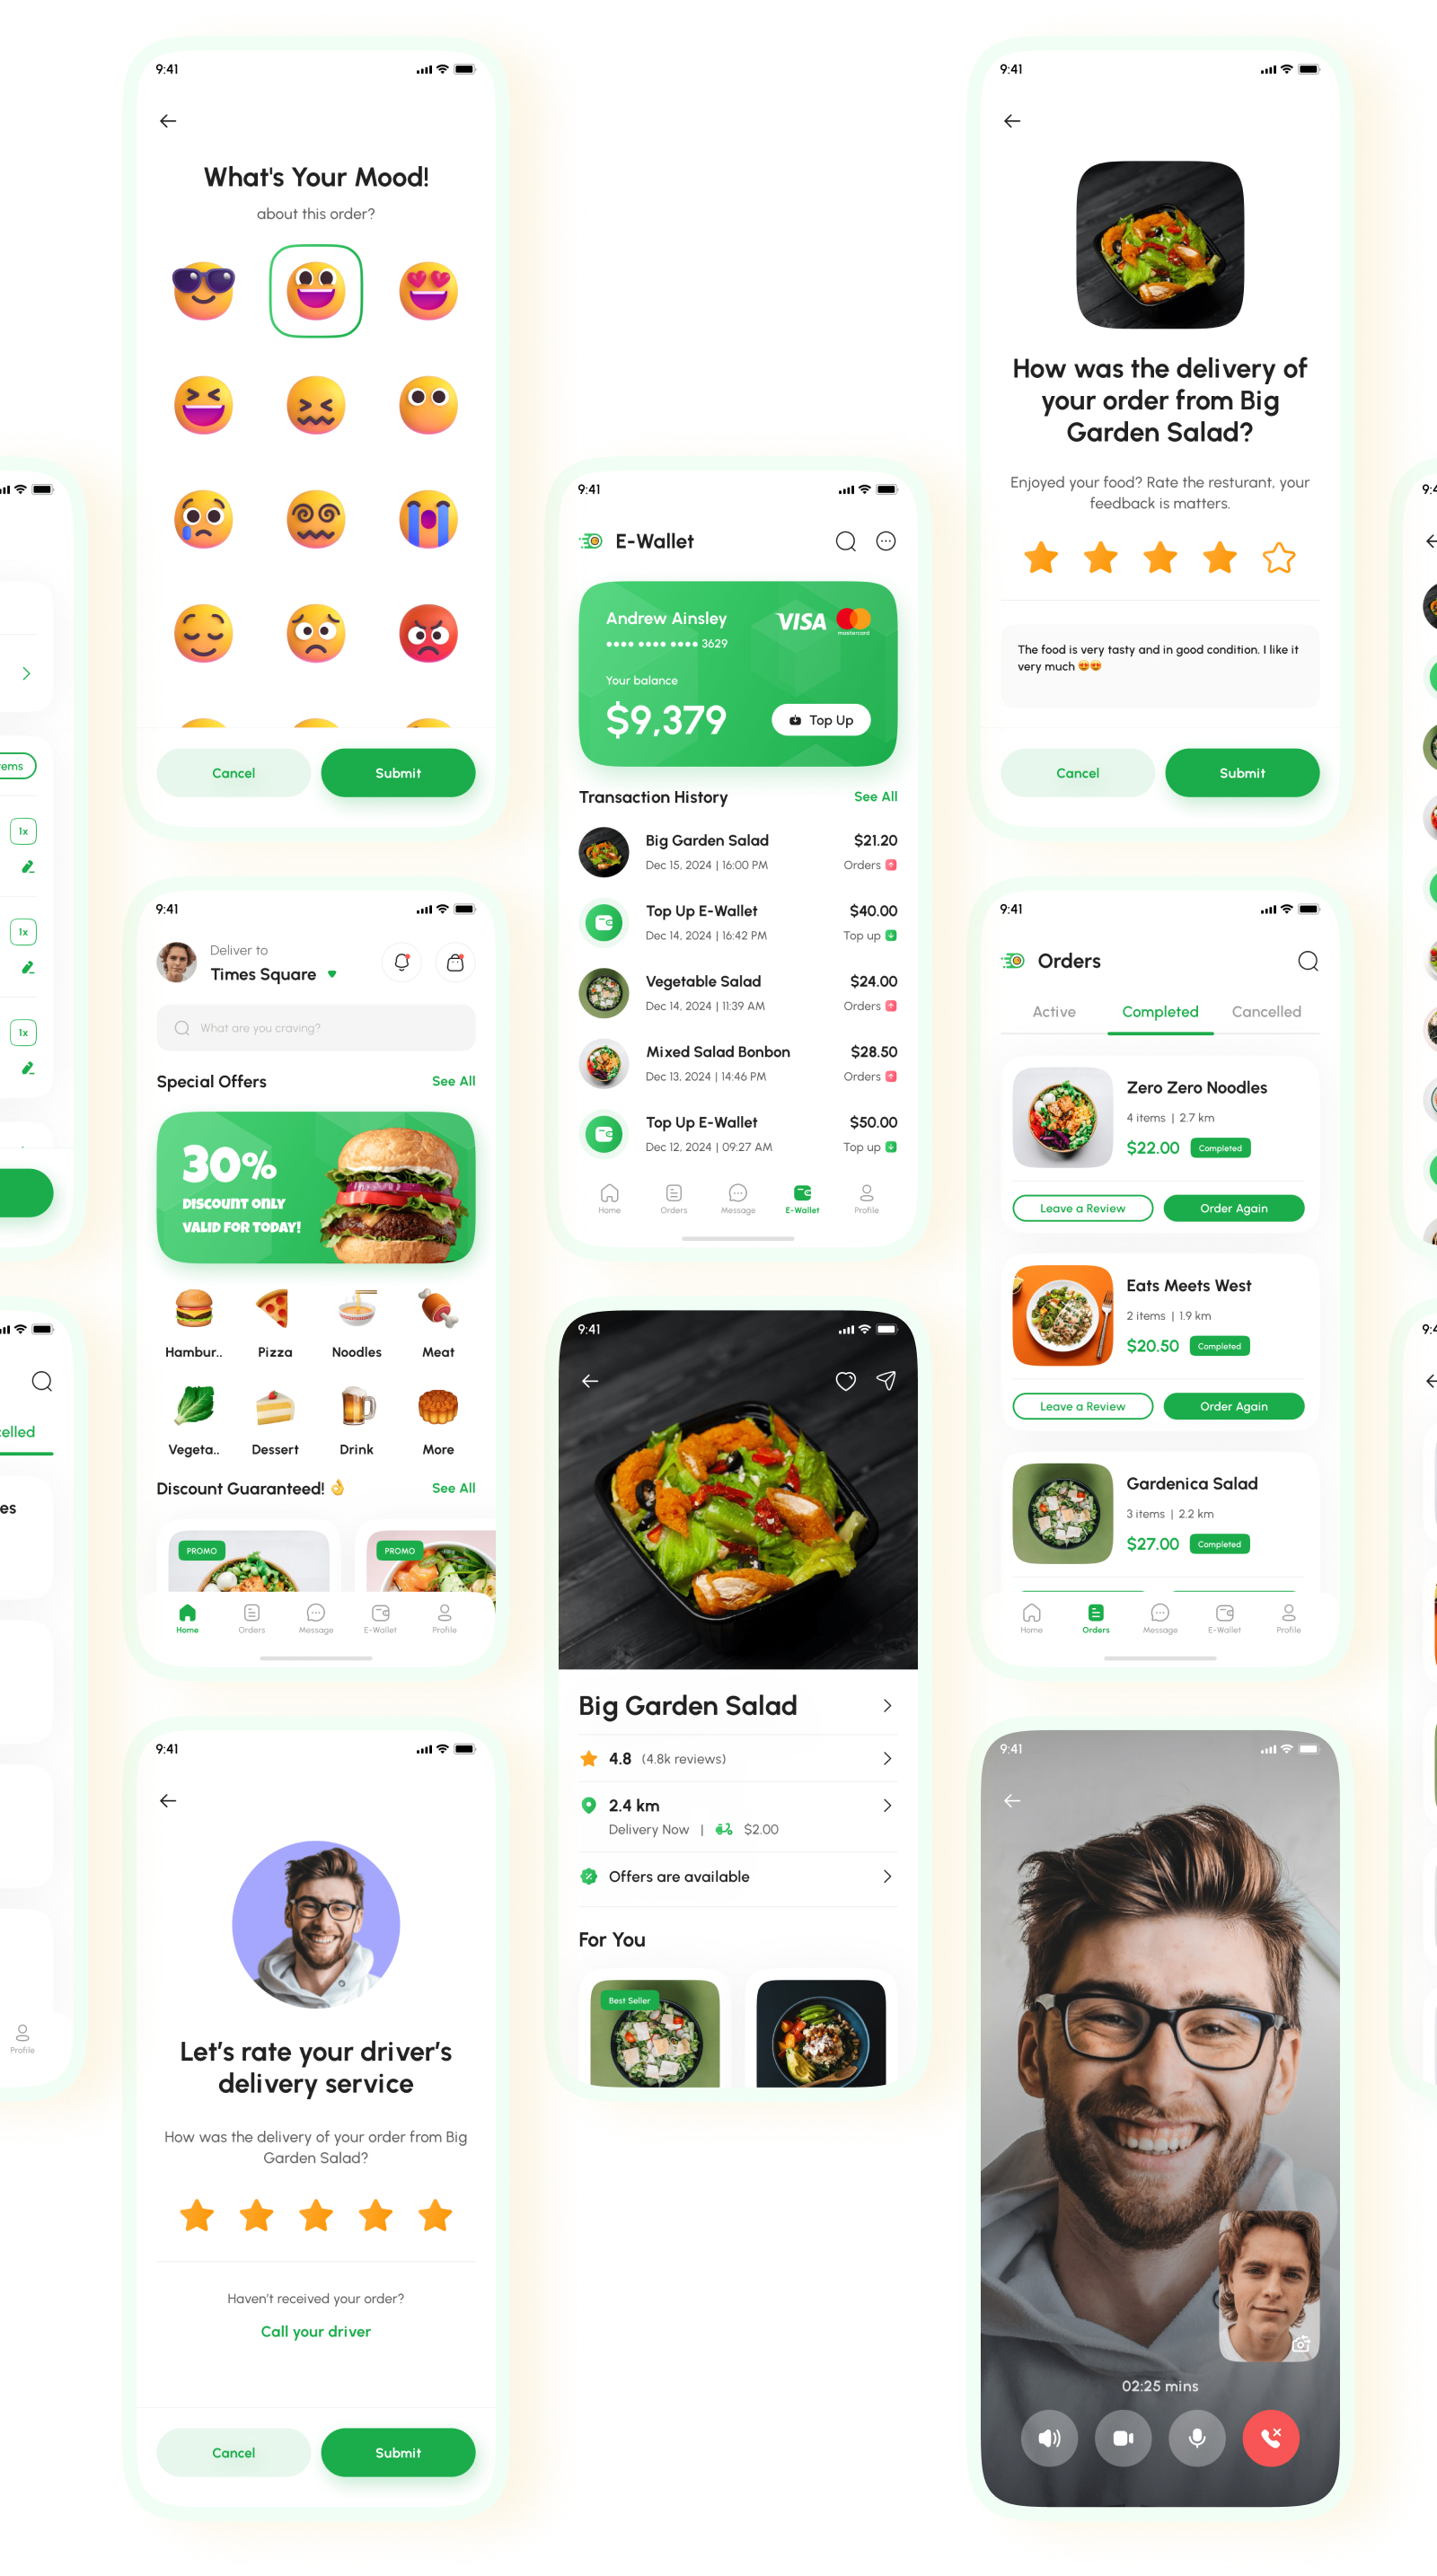 ems
1x
1x
1x
elled
es
Profile
9:41
What's Your Mood!
about this order?
Cancel
Submit
9:41
Deliver to
Times Square
What are you craving?
Special Offers
See All
30%
DISCOUNT ONLY
VALID FOR TODAY!
Hambur..
Pizza
Noodles
Meat
Vegeta..
Dessert
Drink
More
Discount Guaranteed! 👌
See All
PROMO
PROMO
Home
Orders
Message
E-Wallet
Profile
9:41
Let's rate your driver's
delivery service
How was the delivery of your order from Big
Garden Salad?
Haven't received your order?
Call your driver
Cancel
Submit
9:41
E-Wallet
Andrew Ainsley
VISA
mastercard
•••• •••• •••• 3629
Your balance
$9,379
Top Up
Transaction History
See All
Big Garden Salad
$21.20
Dec 15, 2024 | 16:00 PM
Orders
Top Up E-Wallet
$40.00
Dec 14, 2024 | 16:42 PM
Top up
Vegetable Salad
$24.00
Dec 14, 2024 | 11:39 AM
Orders
Mixed Salad Bonbon
$28.50
Dec 13, 2024 | 14:46 PM
Orders
Top Up E-Wallet
$50.00
Dec 12, 2024 | 09:27 AM
Top up
Home
Orders
Message
E-Wallet
Profile
9:41
Big Garden Salad
4.8 (4.8k reviews)
2.4 km
Delivery Now | $2.00
Offers are available
For You
Best Seller
9:41
How was the delivery of
your order from Big
Garden Salad?
Enjoyed your food? Rate the resturant, your
feedback is matters.
The food is very tasty and in good condition. I like it
very much 😍😍
Cancel
Submit
9:41
Orders
Active
Completed
Cancelled
Zero Zero Noodles
4 items | 2.7 km
$22.00
Completed
Leave a Review
Order Again
Eats Meets West
2 items | 1.9 km
$20.50
Completed
Leave a Review
Order Again
Gardenica Salad
3 items | 2.2 km
$27.00
Completed
Home
Orders
Message
E-Wallet
Profile
9:41
02:25 mins
9:4
9:4